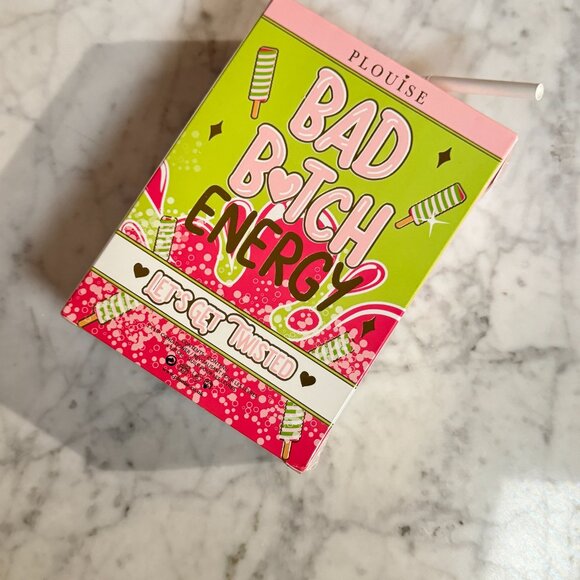 PLOUISE
BAD
B♥TCH
ENERGY
LET'S GET TWISTED